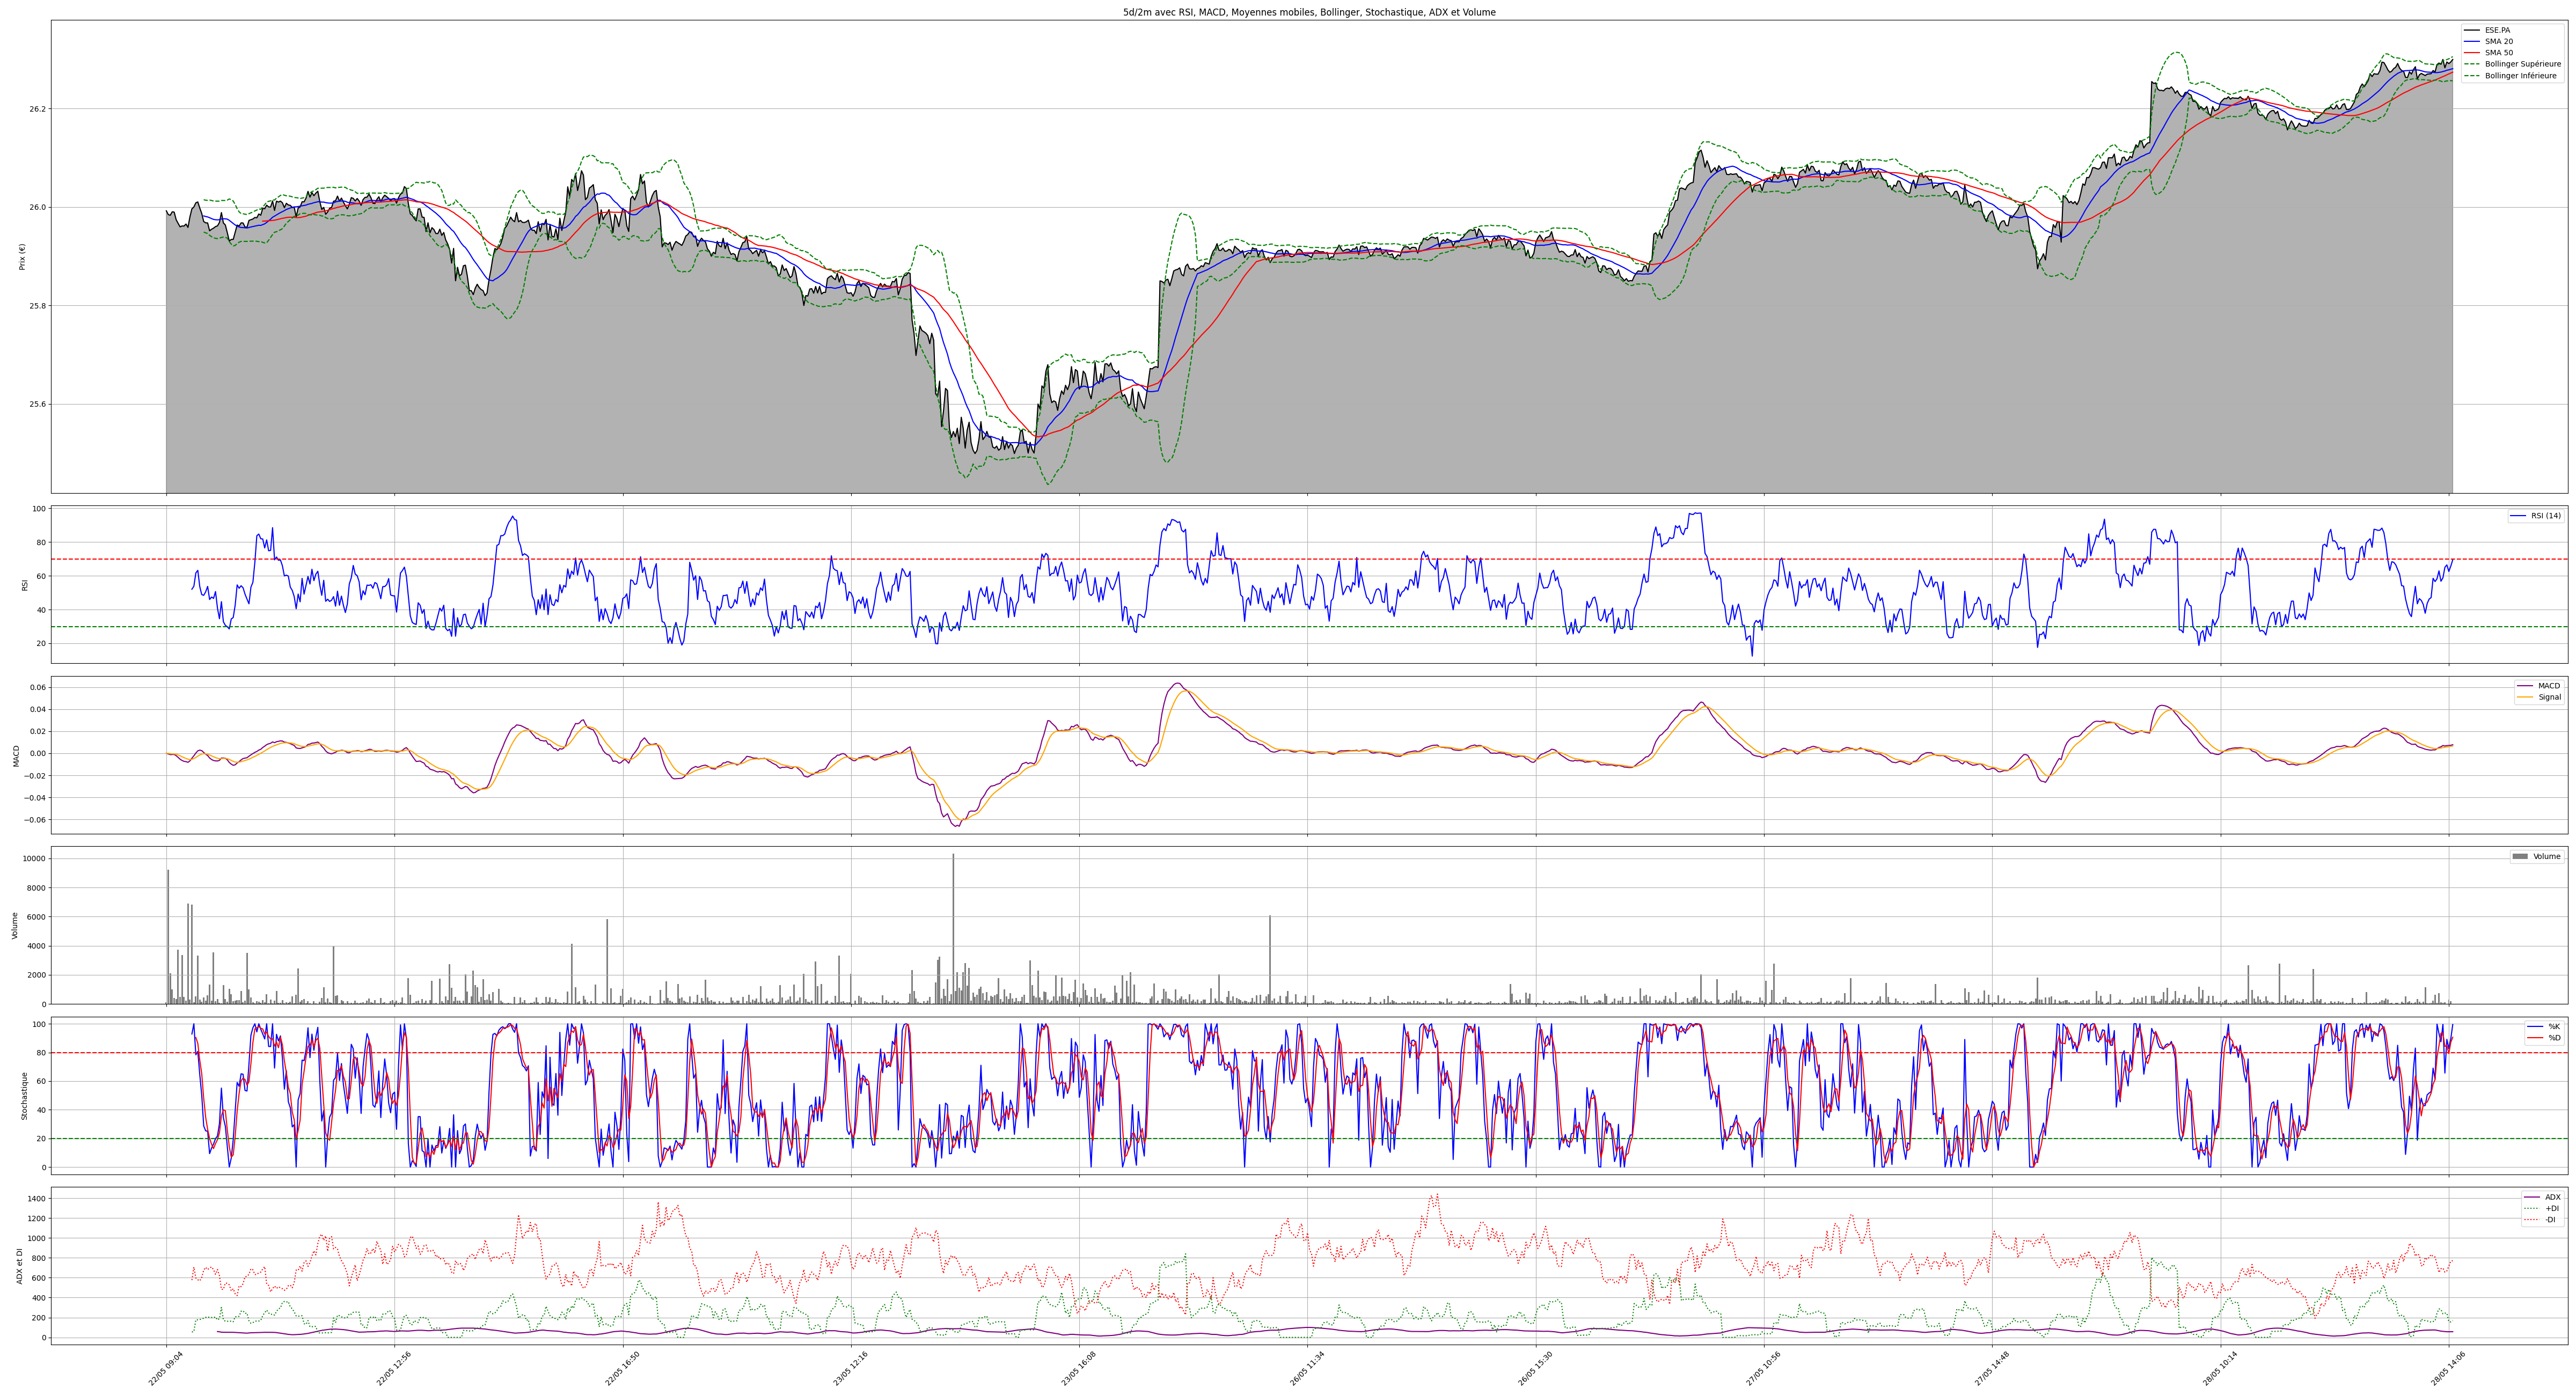 5d/2m avec RSI, MACD, Moyennes mobiles, Bollinger, Stochastique, ADX et Volume
Prix (€)
26.2
26.0
25.8
25.6
ESE.PA
SMA 20
SMA 50
Bollinger Supérieure
Bollinger Inférieure
RSI
100
80
60
40
20
RSI (14)
MACD
0.06
0.04
0.02
0.00
−0.02
−0.04
−0.06
MACD
Signal
Volume
10000
8000
6000
4000
2000
0
Volume
Stochastique
100
80
60
40
20
0
%K
%D
ADX et DI
1400
1200
1000
800
600
400
200
0
ADX
+DI
-DI
22/05 09:04
22/05 12:56
22/05 16:50
23/05 12:16
23/05 16:08
26/05 11:34
26/05 15:30
27/05 10:56
27/05 14:48
28/05 10:14
28/05 14:06